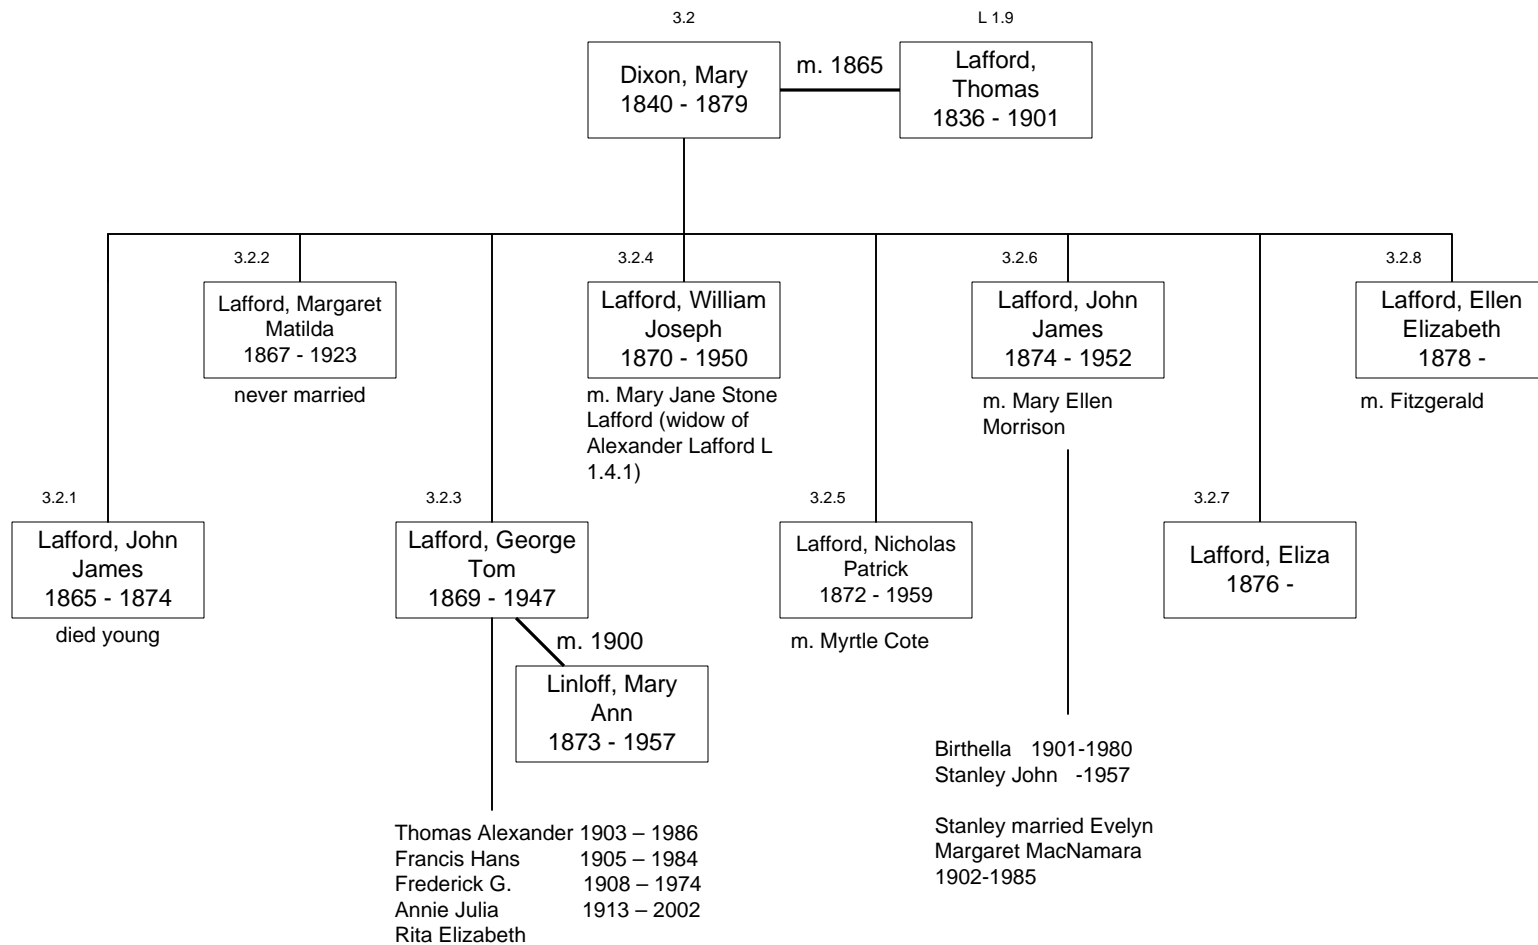 3.2
L 1.9
Dixon, Mary
1840 - 1879
m. 1865
Lafford,
Thomas
1836 - 1901
3.2.2
Lafford, Margaret
Matilda
1867 - 1923
never married
3.2.4
Lafford, William
Joseph
1870 - 1950
m. Mary Jane Stone
Lafford (widow of
Alexander Lafford L
1.4.1)
3.2.6
Lafford, John
James
1874 - 1952
m. Mary Ellen
Morrison
3.2.8
Lafford, Ellen
Elizabeth
1878 -
m. Fitzgerald
3.2.1
Lafford, John
James
1865 - 1874
died young
3.2.3
Lafford, George
Tom
1869 - 1947
m. 1900
Linloff, Mary
Ann
1873 - 1957
3.2.5
Lafford, Nicholas
Patrick
1872 - 1959
m. Myrtle Cote
3.2.7
Lafford, Eliza
1876 -
Thomas Alexander 1903 – 1986
Francis Hans 1905 – 1984
Frederick G. 1908 – 1974
Annie Julia 1913 – 2002
Rita Elizabeth
Birthella 1901-1980
Stanley John -1957
Stanley married Evelyn
Margaret MacNamara
1902-1985